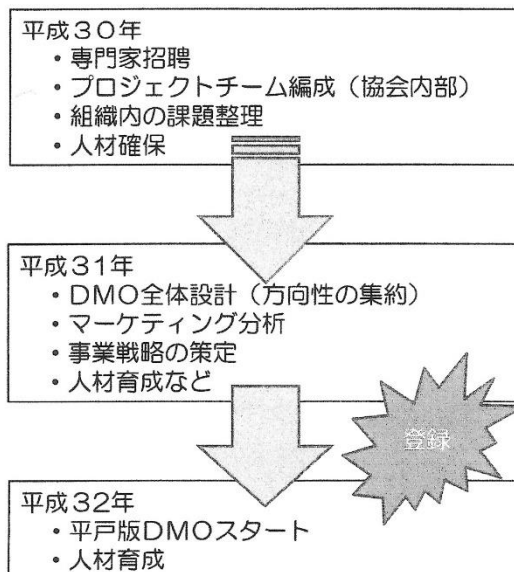 平成30年
・専門家招聘
・プロジェクトチーム編成（協会内部）
・組織内の課題整理
・人材確保
平成31年
・DMO全体設計（方向性の集約）
・マーケティング分析
・事業戦略の策定
・人材育成など
登録
平成32年
・平戸版DMOスタート
・人材育成